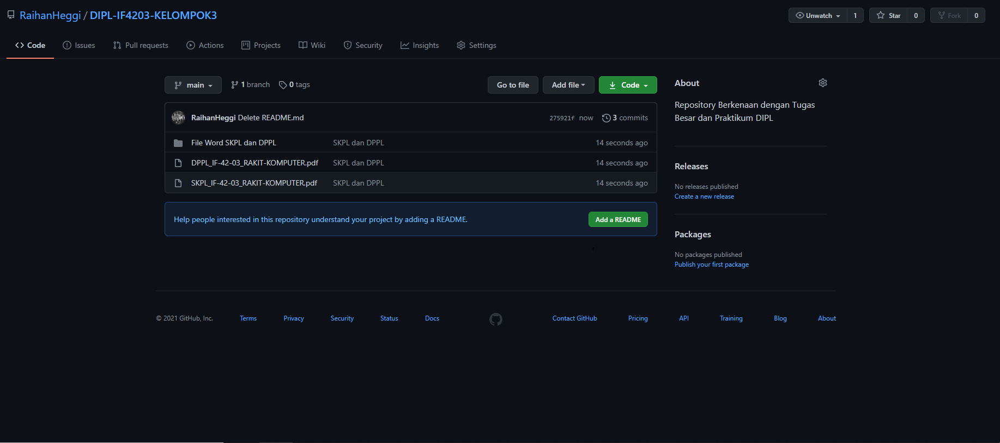 RaihanHeggi / DIPL-IF4203-KELOMPOK3
Unwatch 1 Star 0 Fork 0
Code Issues Pull requests Actions Projects Wiki Security Insights Settings
main 1 branch 0 tags Go to file Add file Code
RaihanHeggi Delete README.md 275921f now 3 commits
File Word SKPL dan DPPL SKPL dan DPPL 14 seconds ago
DPPL_IF-42-03_RAKIT-KOMPUTER.pdf SKPL dan DPPL 14 seconds ago
SKPL_IF-42-03_RAKIT-KOMPUTER.pdf SKPL dan DPPL 14 seconds ago
Help people interested in this repository understand your project by adding a README. Add a README
About
Repository Berkenaan dengan Tugas
Besar dan Praktikum DIPL
Releases
No releases published
Create a new release
Packages
No packages published
Publish your first package
© 2021 GitHub, Inc. Terms Privacy Security Status Docs Contact GitHub Pricing API Training Blog About